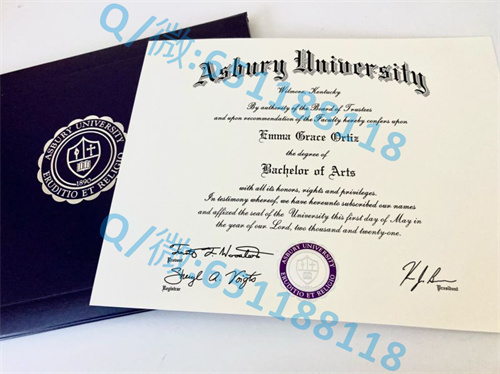 Q/微:651188118
Asbury University
Wilmore, Kentucky
By authority of the Board of Trustees
and upon recommendation of the Faculty hereby confers upon
Emma Grace Ortiz
the degree of
Bachelor of Arts
with all its honors, rights and privileges.
In testimony whereof, we have hereunto subscribed our names
and affixed the seal of the University this first day of May in
the year of our Lord, two thousand and twenty-one.
Registrar
President
ASBURY UNIVERSITY
ERUDITIO ET RELIGIO
ASBURY UNIVERSITY
1890
ERUDITIO ET RELIGIO
Q/微:651188118